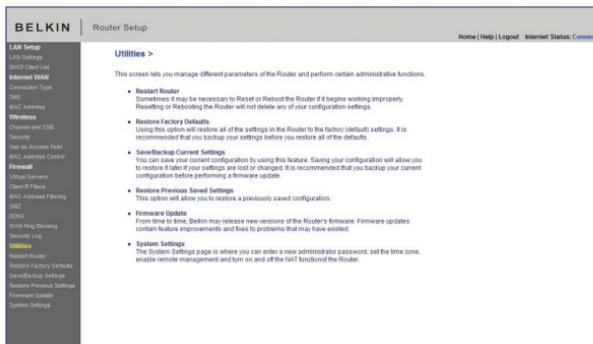 BELKIN
Router Setup
Home | Help | Logout Internet Status: Connec
LAN Setup
LAN Settings
DHCP Client List
Internet WAN
Connection Type
DNS
MAC Address
Wireless
Channel and SSID
Security
Use as Access Point
MAC Address Control
Firewall
Virtual Servers
Client IP Filters
MAC Address Filtering
DMZ
DDNS
WAN Ping Blocking
Security Log
Utilities
Restart Router
Restore Factory Defaults
Save/Backup Settings
Restore Previous Settings
Firmware Update
System Settings
Utilities >
This screen lets you manage different parameters of the Router and perform certain administrative functions.
• Restart Router
Sometimes it may be necessary to Reset or Reboot the Router if it begins working improperly.
Resetting or Rebooting the Router will not delete any of your configuration settings.
• Restore Factory Defaults
Using this option will restore all of the settings in the Router to the factory (default) settings. It is
recommended that you backup your settings before you restore all of the defaults.
• Save/Backup Current Settings
You can save your current configuration by using this feature. Saving your configuration will allow you
to restore it later if your settings are lost or changed. It is recommended that you backup your current
configuration before performing a firmware update.
• Restore Previous Saved Settings
This option will allow you to restore a previously saved configuration.
• Firmware Update
From time to time, Belkin may release new versions of the Router's firmware. Firmware updates
contain feature improvements and fixes to problems that may have existed.
• System Settings
The System Settings page is where you can enter a new administrator password, set the time zone,
enable remote management and turn on and off the NAT functionof the Router.